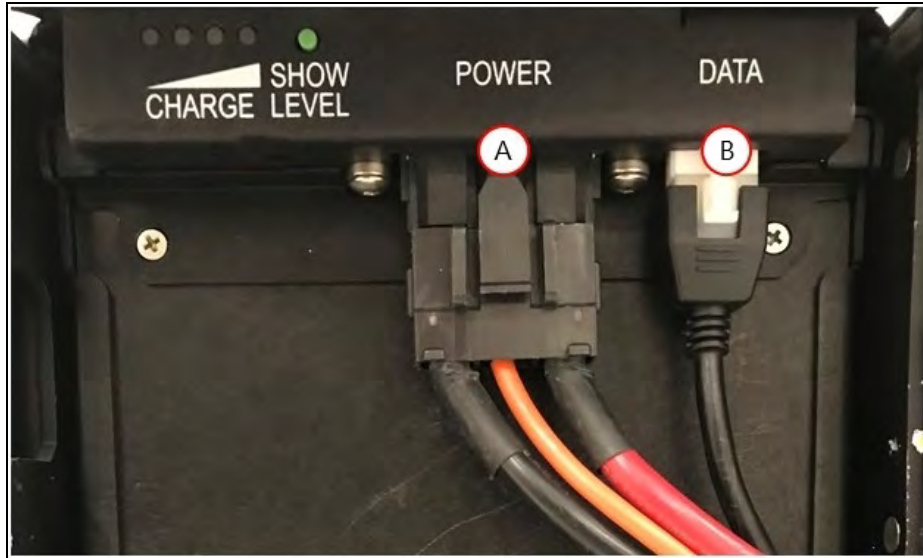 SHOW
CHARGE LEVEL
POWER
DATA
A
B